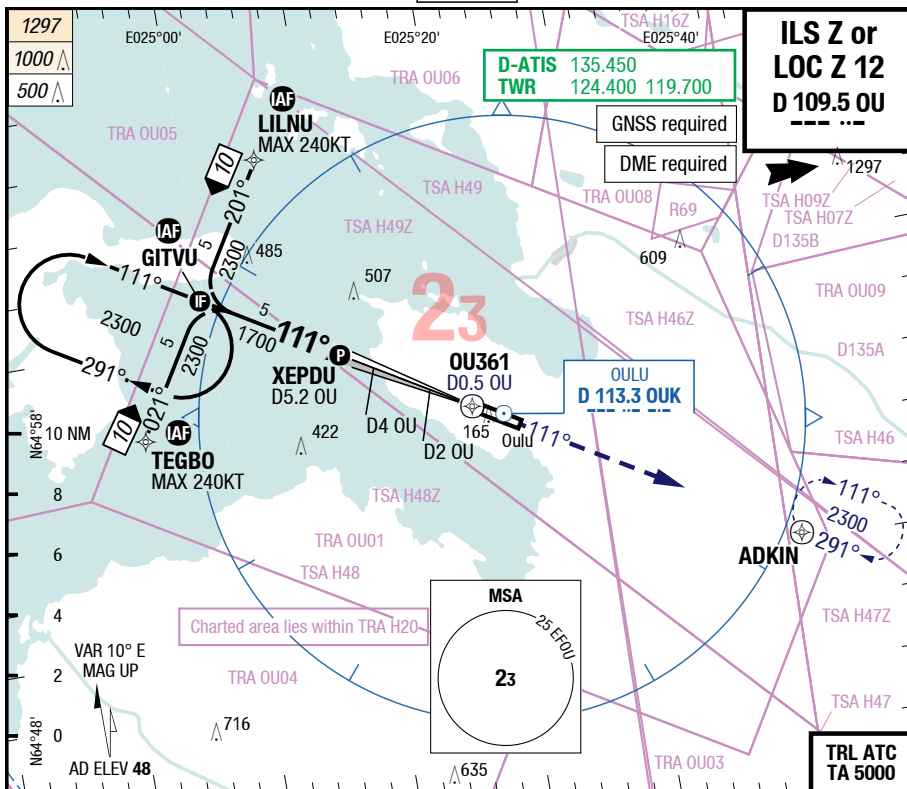 1297
1000
500
E025°00'
E025°20'
E025°40'
TSA H16Z
ILS Z or
LOC Z 12
D 109.5 OU
D-ATIS 135.450
TWR 124.400 119.700
GNSS required
DME required
TRA OU06
TRA OU05
IAF
LILNU
MAX 240KT
10
201°
5
2300
TSA H49
TSA H49Z
TRA OU08
R69
1297
TSA H09Z
TSA H07Z
D135B
609
IAF
GITVU
485
IF
111°
2300
291°
5
2300
507
5
1700
111°
23
TSA H46Z
TRA OU09
D135A
P
XEPDU
D5.2 OU
OU361
D0.5 OU
OULU
D 113.3 OUK
165
Oulu
D4 OU
D2 OU
111°
TSA H46
N64°58'
10 NM
10
021°
IAF
TEGBO
MAX 240KT
422
TSA H48Z
8
6
4
2
0
111°
2300
291°
ADKIN
TRA OU01
TSA H48
MSA
25 EFOU
23
Charted area lies within TRA H20
TSA H47Z
VAR 10° E
MAG UP
TRA OU04
716
TSA H47
N64°48'
AD ELEV 48
635
TRA OU03
TRL ATC
TA 5000